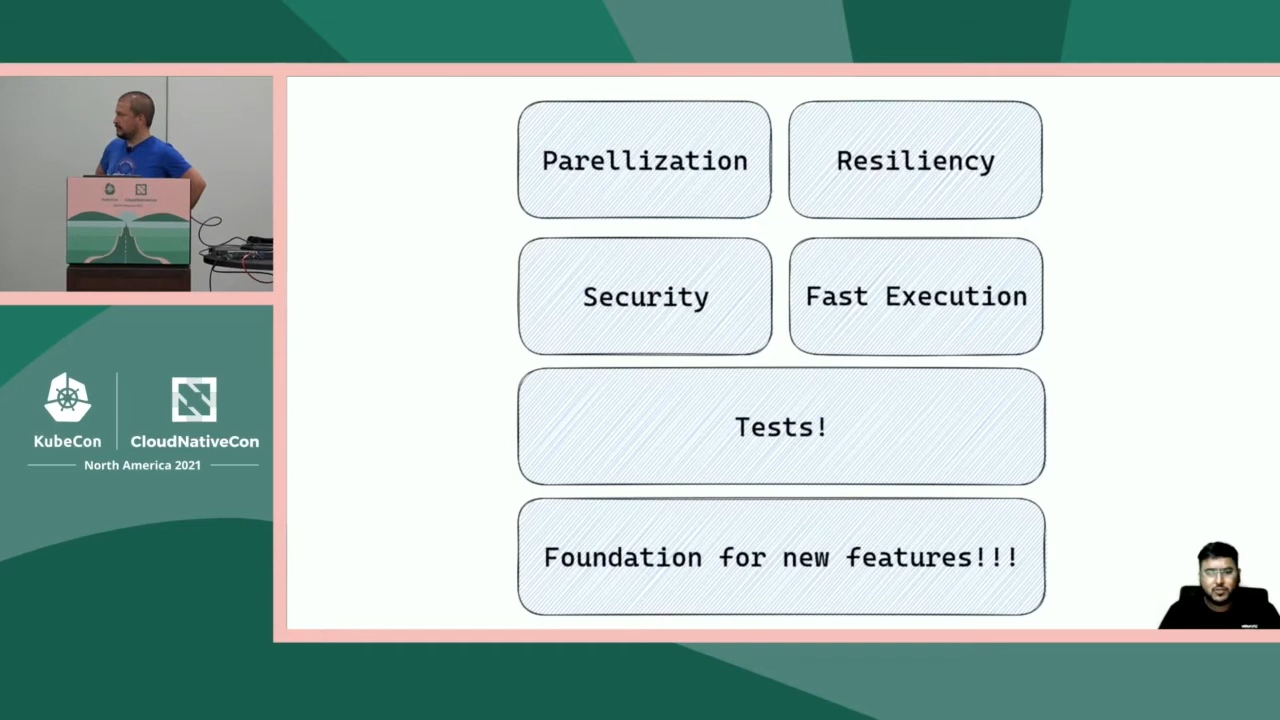 Parellization
Resiliency
Security
Fast Execution
Tests!
Foundation for new features!!!
KubeCon
CloudNativeCon
North America 2021